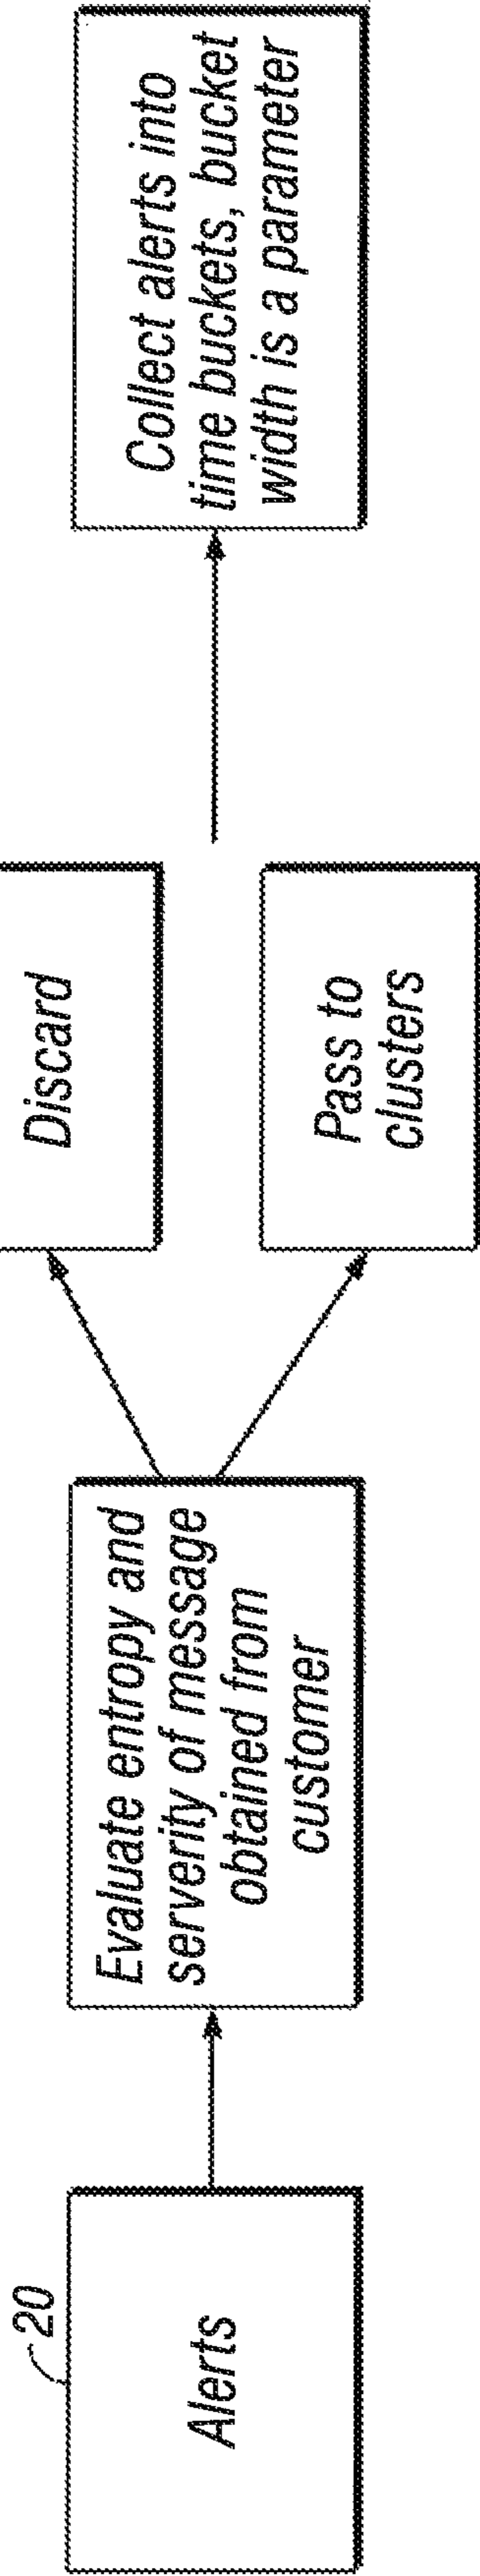 20
Alerts
Evaluate entropy and
serverity of message
obtained from
customer
Discard
Pass to
clusters
Collect alerts into
time buckets, bucket
width is a parameter